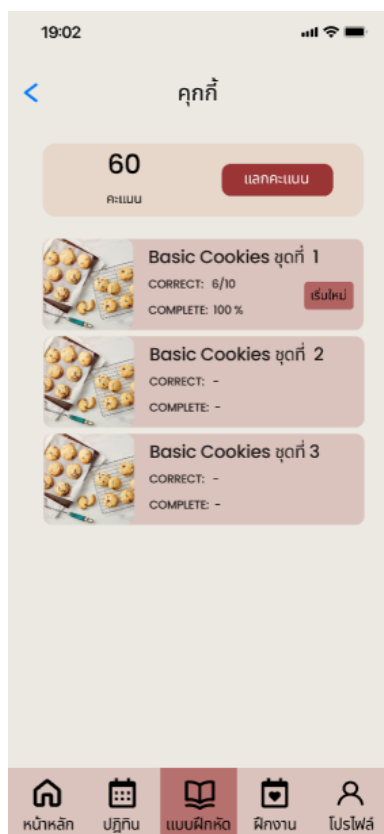 19:02
คุกกี้
60
คะแนน
แลกคะแนน
Basic Cookies ชุดที่ 1
CORRECT: 6/10
COMPLETE: 100 %
เริ่มใหม่
Basic Cookies ชุดที่ 2
CORRECT: -
COMPLETE: -
Basic Cookies ชุดที่ 3
CORRECT: -
COMPLETE: -
หน้าหลัก ปฏิทิน แบบฝึกหัด ฝึกงาน โปรไฟล์